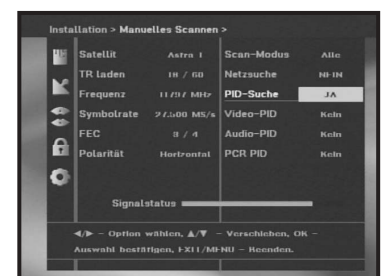 Installation > Manuelles Scannen >
Satellit Astra 1 Scan-Modus Alle
TR laden 18 / 60 Netzsuche NEIN
Frequenz 11797 MHz PID-Suche JA
Symbolrate 27.500 MS/s Video-PID Kein
FEC 3 / 4 Audio-PID Kein
Polarität Horizontal PCR PID Kein
Signalstatus
◀/▶ – Option wählen, ▲/▼ – Verschieben, OK –
Auswahl bestätigen, EXIT/MENU – Beenden.